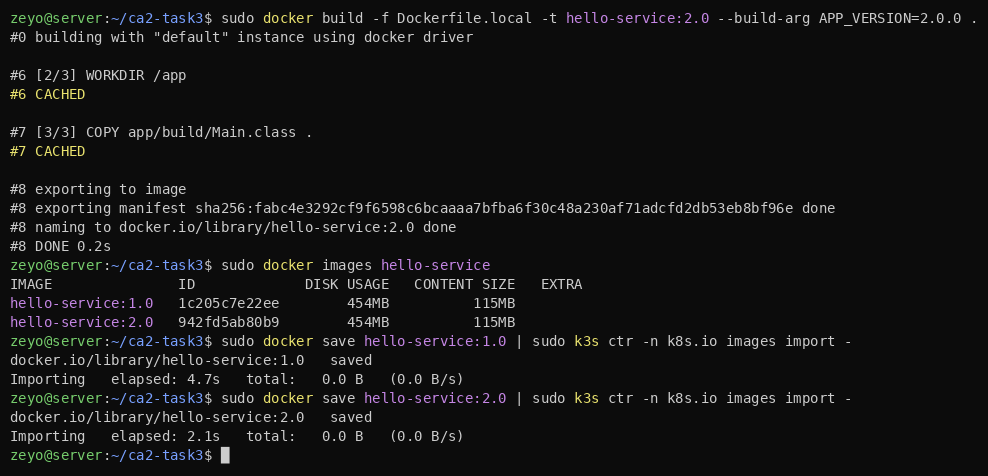 zeyo@server:~/ca2-task3$ sudo docker build -f Dockerfile.local -t hello-service:2.0 --build-arg APP_VERSION=2.0.0 .
#0 building with "default" instance using docker driver

#6 [2/3] WORKDIR /app
#6 CACHED

#7 [3/3] COPY app/build/Main.class .
#7 CACHED

#8 exporting to image
#8 exporting manifest sha256:fabc4e3292cf9f6598c6bcaaaa7bfba6f30c48a230af71adcfd2db53eb8bf96e done
#8 naming to docker.io/library/hello-service:2.0 done
#8 DONE 0.2s
zeyo@server:~/ca2-task3$ sudo docker images hello-service
IMAGE               ID             DISK USAGE   CONTENT SIZE   EXTRA
hello-service:1.0   1c205c7e22ee        454MB          115MB
hello-service:2.0   942fd5ab80b9        454MB          115MB
zeyo@server:~/ca2-task3$ sudo docker save hello-service:1.0 | sudo k3s ctr -n k8s.io images import -
docker.io/library/hello-service:1.0   saved
Importing   elapsed: 4.7s   total:   0.0 B   (0.0 B/s)
zeyo@server:~/ca2-task3$ sudo docker save hello-service:2.0 | sudo k3s ctr -n k8s.io images import -
docker.io/library/hello-service:2.0   saved
Importing   elapsed: 2.1s   total:   0.0 B   (0.0 B/s)
zeyo@server:~/ca2-task3$